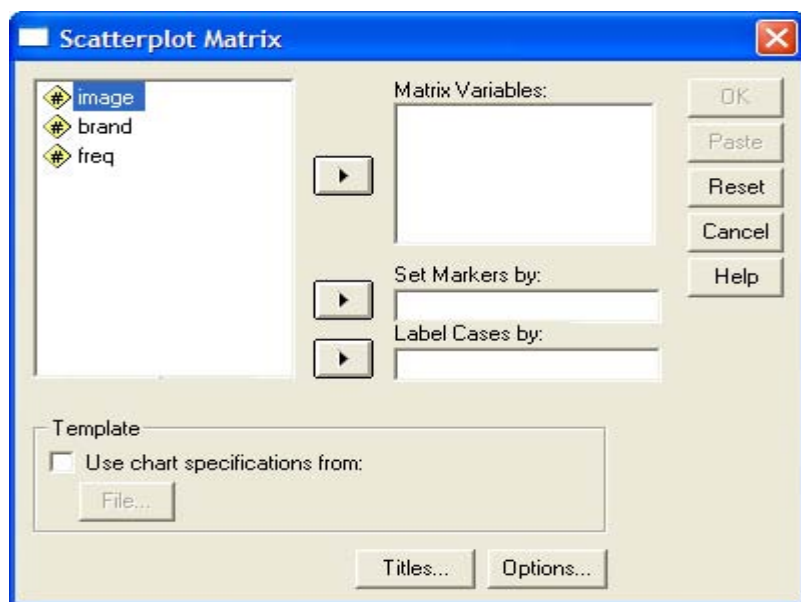 Scatterplot Matrix
image
brand
freq
Matrix Variables:
Set Markers by:
Label Cases by:
OK
Paste
Reset
Cancel
Help
Template
Use chart specifications from:
File...
Titles...
Options...